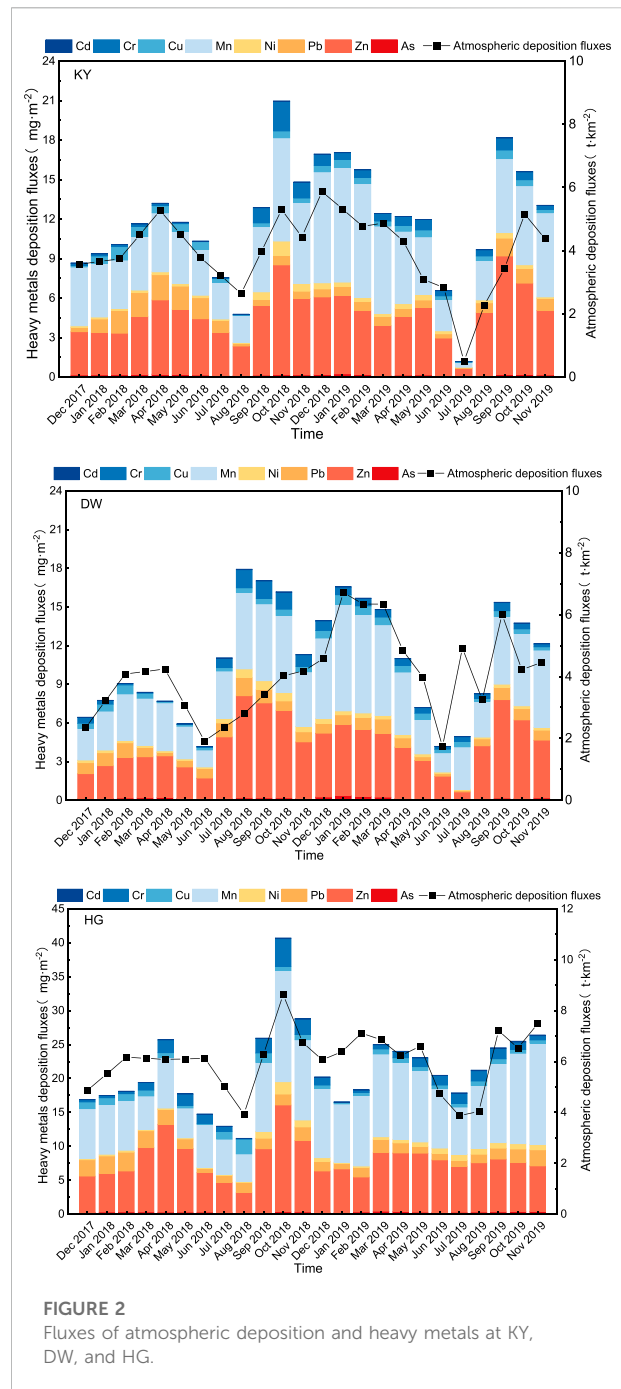 Cd Cr Cu Mn Ni Pb Zn As Atmospheric deposition fluxes
KY
Heavy metals deposition fluxes( mg·m-2)
24
21
18
15
12
9
6
3
0
Atmospheric deposition fluxes( t·km-2)
10
8
6
4
2
0
Dec 2017
Jan 2018
Feb 2018
Mar 2018
Apr 2018
May 2018
Jun 2018
Jul 2018
Aug 2018
Sep 2018
Oct 2018
Nov 2018
Dec 2018
Jan 2019
Feb 2019
Mar 2019
Apr 2019
May 2019
Jun 2019
Jul 2019
Aug 2019
Sep 2019
Oct 2019
Nov 2019
Time
Cd Cr Cu Mn Ni Pb Zn As Atmospheric deposition fluxes
DW
Heavy metals deposition fluxes( mg·m-2)
24
21
18
15
12
9
6
3
0
Atmospheric deposition fluxes( t·km-2)
10
8
6
4
2
0
Dec 2017
Jan 2018
Feb 2018
Mar 2018
Apr 2018
May 2018
Jun 2018
Jul 2018
Aug 2018
Sep 2018
Oct 2018
Nov 2018
Dec 2018
Jan 2019
Feb 2019
Mar 2019
Apr 2019
May 2019
Jun 2019
Jul 2019
Aug 2019
Sep 2019
Oct 2019
Nov 2019
Time
Cd Cr Cu Mn Ni Pb Zn As Atmospheric deposition fluxes
HG
Heavy metals deposition fluxes( mg·m-2)
45
40
35
30
25
20
15
10
5
0
Atmospheric deposition fluxes( t·km-2)
12
10
8
6
4
2
0
Dec 2017
Jan 2018
Feb 2018
Mar 2018
Apr 2018
May 2018
Jun 2018
Jul 2018
Aug 2018
Sep 2018
Oct 2018
Nov 2018
Dec 2018
Jan 2019
Feb 2019
Mar 2019
Apr 2019
May 2019
Jun 2019
Jul 2019
Aug 2019
Sep 2019
Oct 2019
Nov 2019
Time
FIGURE 2
Fluxes of atmospheric deposition and heavy metals at KY,
DW, and HG.